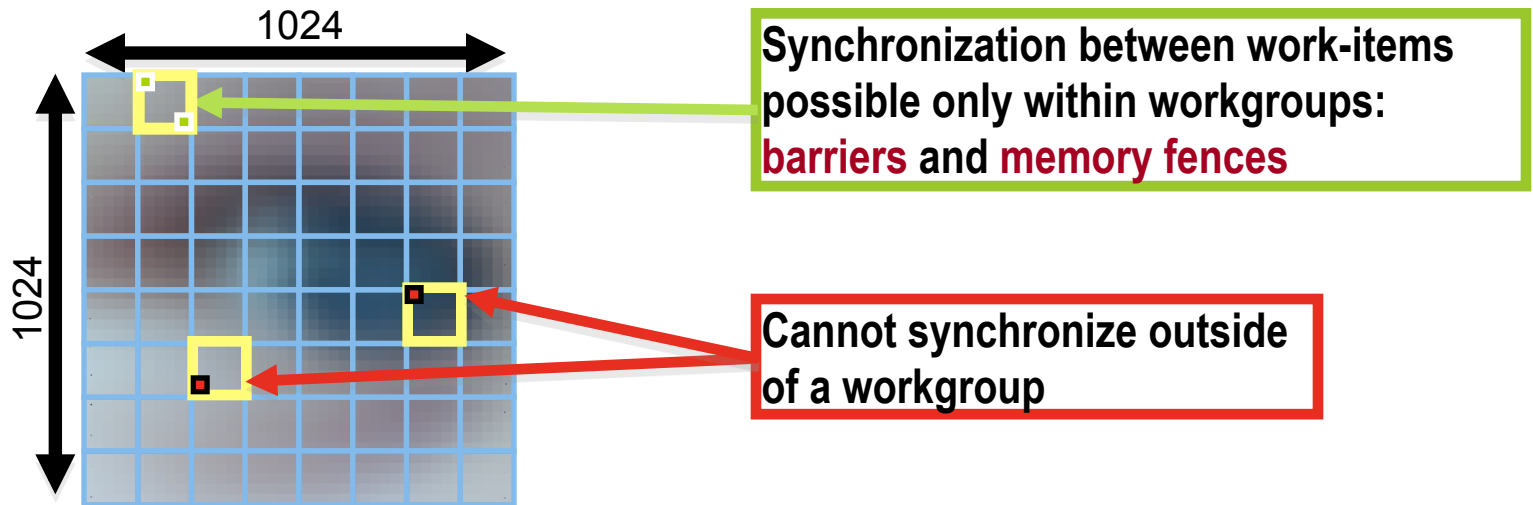 1024
Synchronization between work-items
possible only within workgroups:
barriers and memory fences
1024
Cannot synchronize outside
of a workgroup